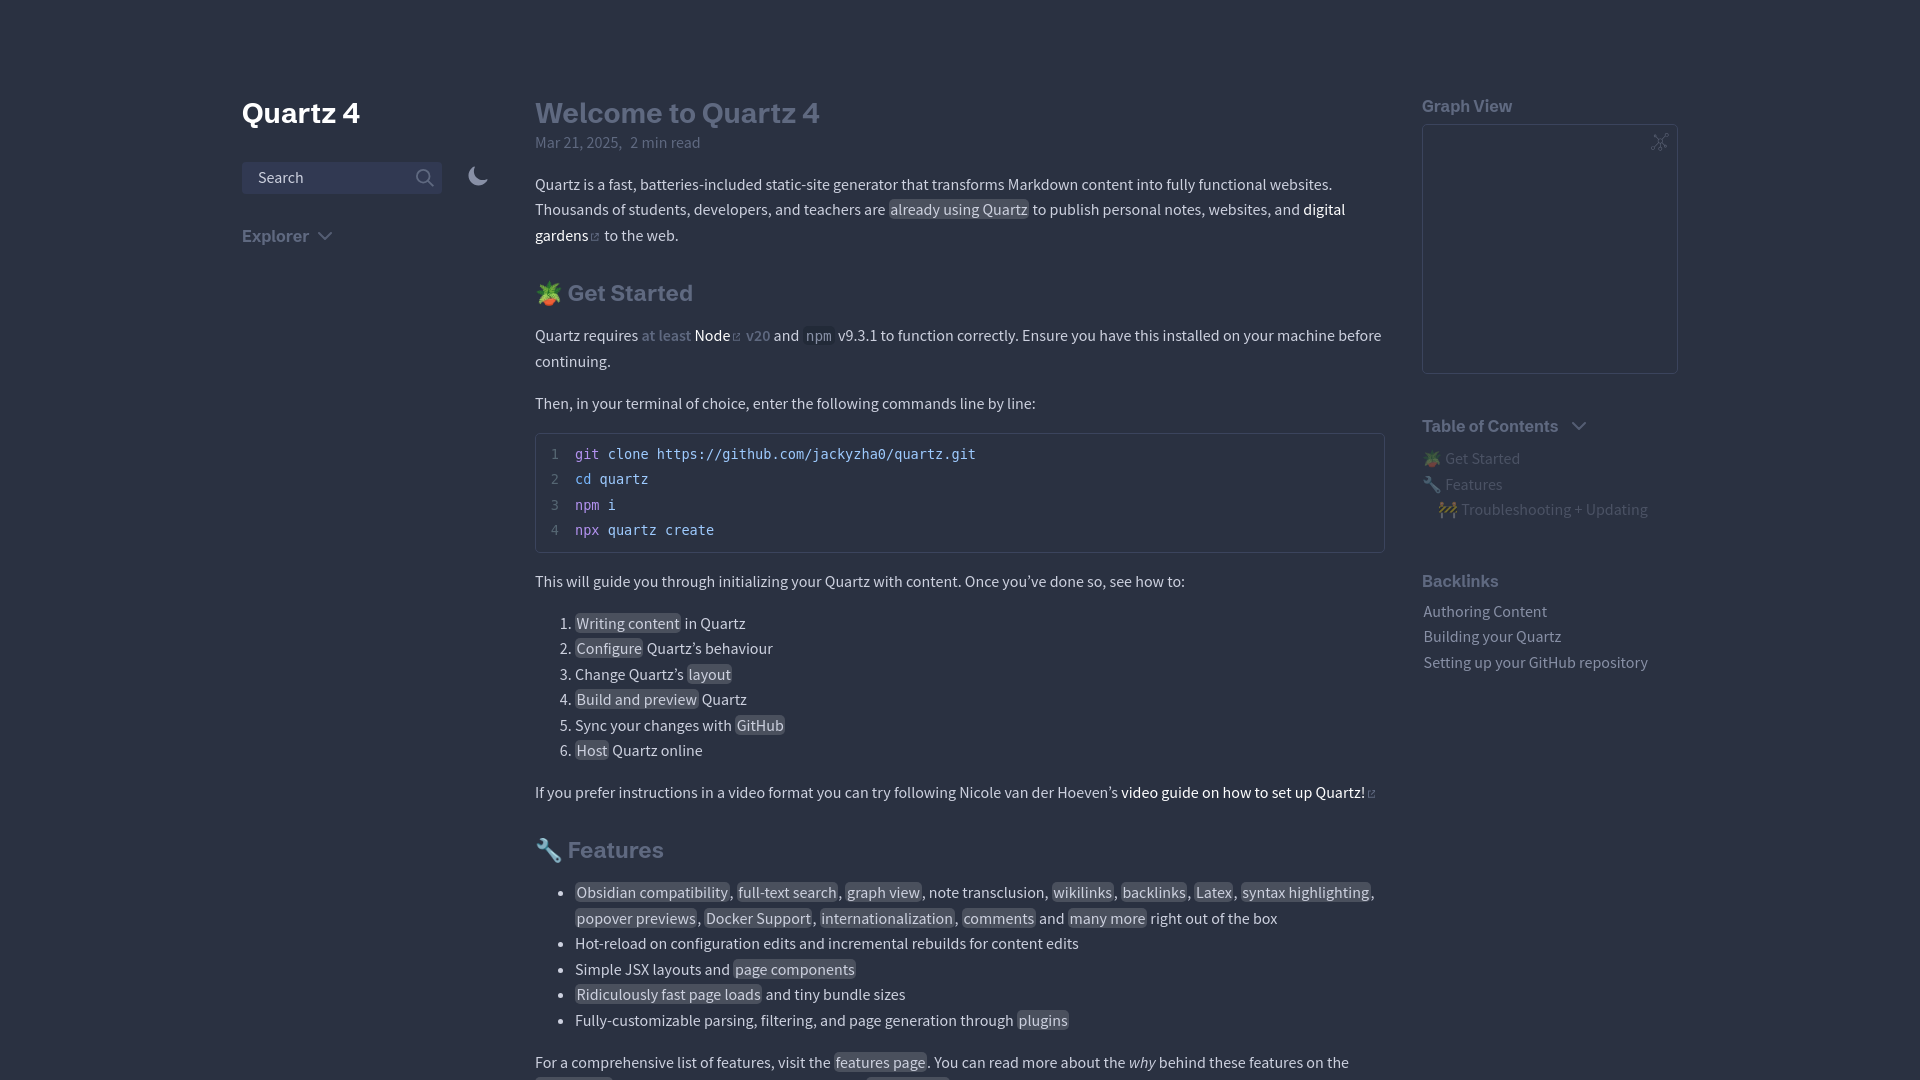 Quartz 4
Search
Explorer
Welcome to Quartz 4
Mar 21, 2025, 2 min read
Quartz is a fast, batteries-included static-site generator that transforms Markdown content into fully functional websites.
Thousands of students, developers, and teachers are already using Quartz to publish personal notes, websites, and digital
gardens to the web.
🪴 Get Started
Quartz requires at least Node v20 and npm v9.3.1 to function correctly. Ensure you have this installed on your machine before
continuing.
Then, in your terminal of choice, enter the following commands line by line:
1 git clone https://github.com/jackyzha0/quartz.git
2 cd quartz
3 npm i
4 npx quartz create
This will guide you through initializing your Quartz with content. Once you’ve done so, see how to:
1. Writing content in Quartz
2. Configure Quartz’s behaviour
3. Change Quartz’s layout
4. Build and preview Quartz
5. Sync your changes with GitHub
6. Host Quartz online
If you prefer instructions in a video format you can try following Nicole van der Hoeven’s video guide on how to set up Quartz!
🔧 Features
• Obsidian compatibility, full-text search, graph view, note transclusion, wikilinks, backlinks, Latex, syntax highlighting,
popover previews, Docker Support, internationalization, comments and many more right out of the box
• Hot-reload on configuration edits and incremental rebuilds for content edits
• Simple JSX layouts and page components
• Ridiculously fast page loads and tiny bundle sizes
• Fully-customizable parsing, filtering, and page generation through plugins
For a comprehensive list of features, visit the features page. You can read more about the why behind these features on the
Graph View
Table of Contents
🪴 Get Started
🔧 Features
🚧 Troubleshooting + Updating
Backlinks
Authoring Content
Building your Quartz
Setting up your GitHub repository